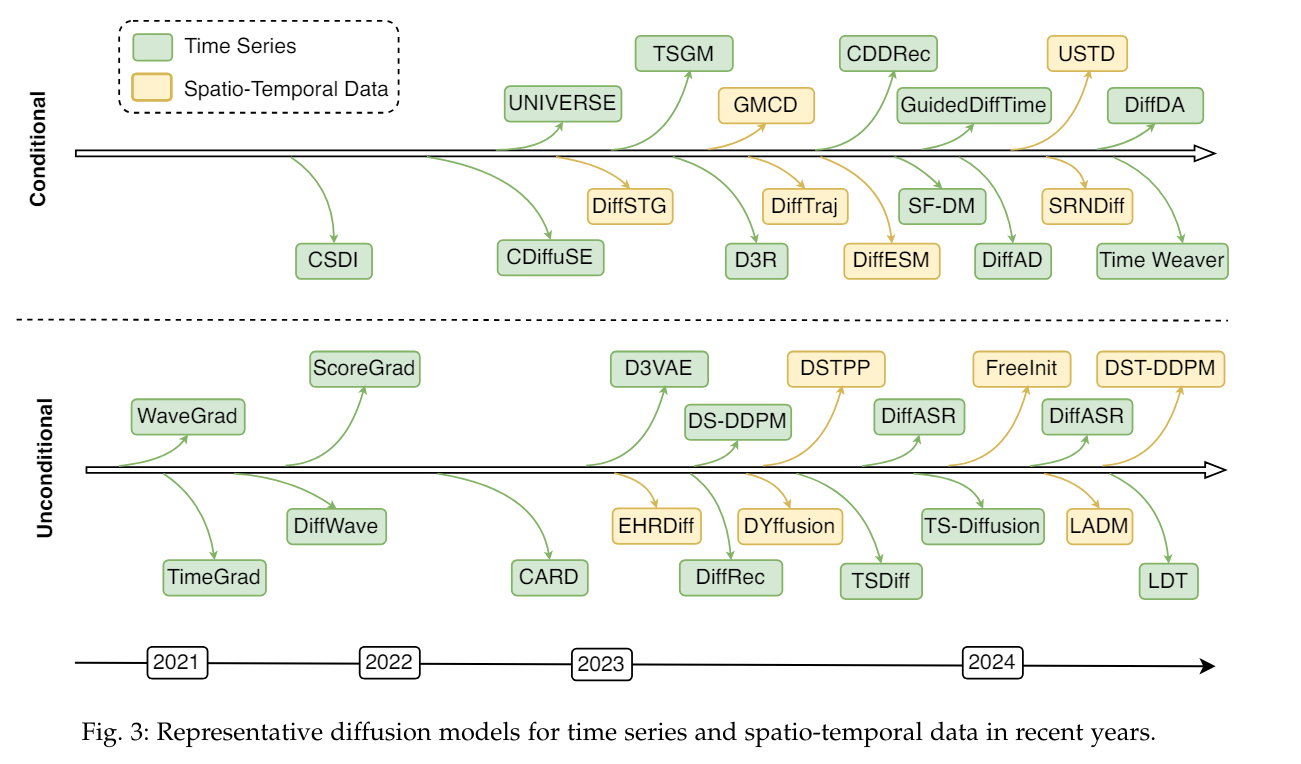 Time Series
Spatio-Temporal Data
Conditional
TSGM
CDDRec
USTD
UNIVERSE
GMCD
GuidedDiffTime
DiffDA
DiffSTG
DiffTraj
SF-DM
SRNDiff
CSDI
CDiffuSE
D3R
DiffESM
DiffAD
Time Weaver
Unconditional
ScoreGrad
D3VAE
DSTPP
FreeInit
DST-DDPM
WaveGrad
DS-DDPM
DiffASR
DiffASR
DiffWave
EHRDiff
DYffusion
TS-Diffusion
LADM
TimeGrad
CARD
DiffRec
TSDiff
LDT
2021
2022
2023
2024
Fig. 3: Representative diffusion models for time series and spatio-temporal data in recent years.